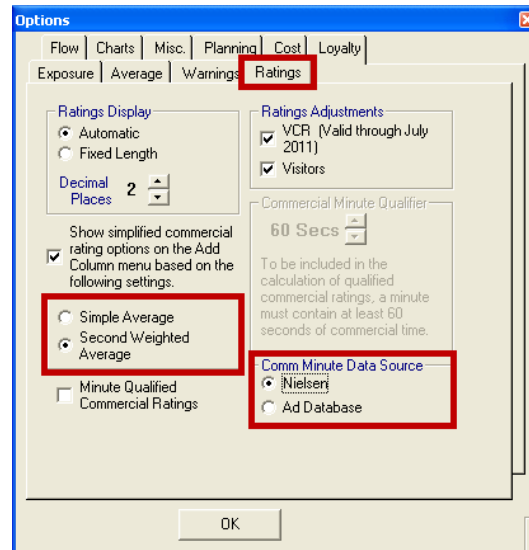 Options
Flow Charts Misc. Planning Cost Loyalty
Exposure Average Warnings Ratings
Ratings Display
Automatic
Fixed Length
Decimal
Places 2
Show simplified commercial
rating options on the Add
Column menu based on the
following settings.
Simple Average
Second Weighted
Average
Minute Qualified
Commercial Ratings
Ratings Adjustments
VCR (Valid through July
2011)
Visitors
Commercial Minute Qualifier
60 Secs
To be included in the
calculation of qualified
commercial ratings, a minute
must contain at least 60
seconds of commercial time.
Comm Minute Data Source
Nielsen
Ad Database
OK